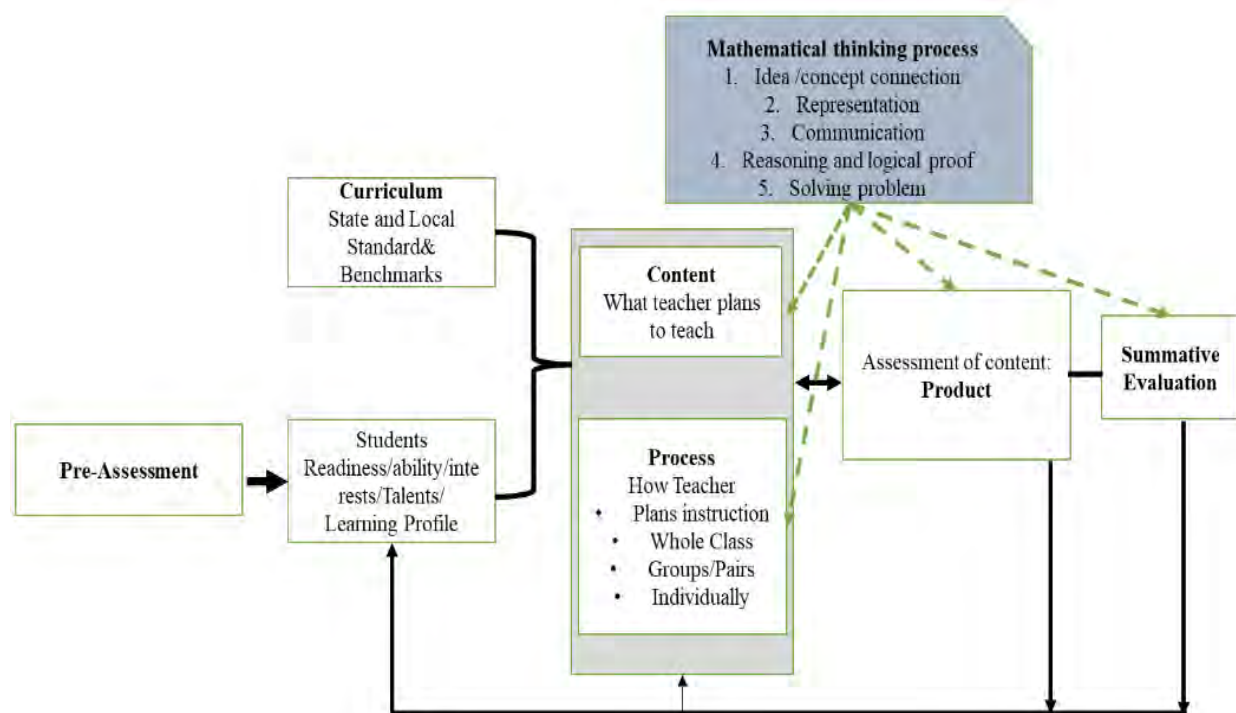 Mathematical thinking process
1. Idea /concept connection
2. Representation
3. Communication
4. Reasoning and logical proof
5. Solving problem
Curriculum
State and Local
Standard&
Benchmarks
Content
What teacher plans
to teach
Assessment of content:
Product
Summative
Evaluation
Pre-Assessment
Students
Readiness/ability/inte
rests/Talents/
Learning Profile
Process
How Teacher
• Plans instruction
• Whole Class
• Groups/Pairs
• Individually